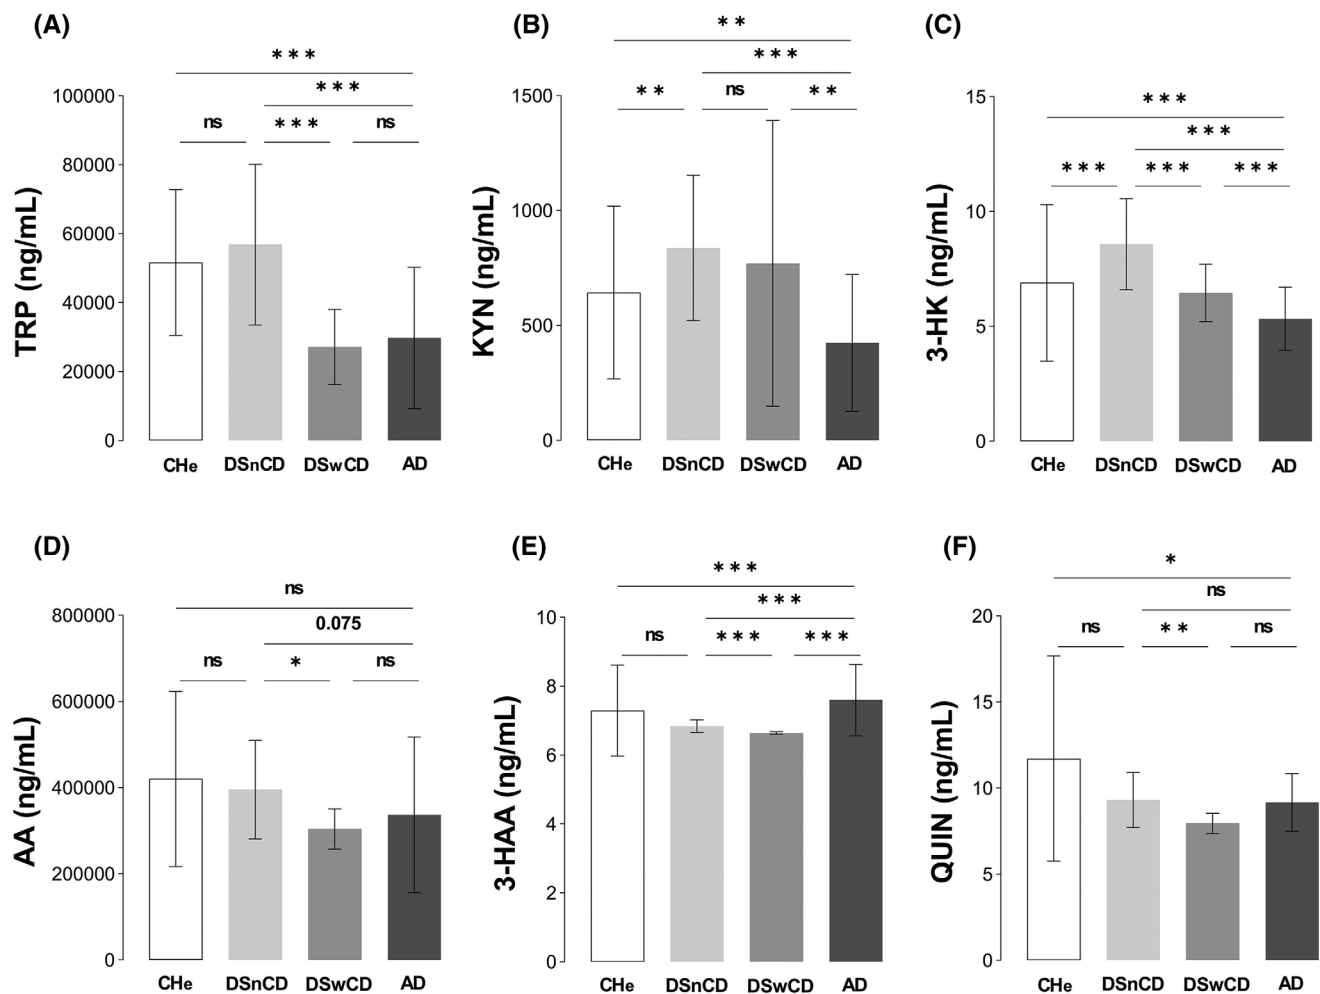 (A)
***
***
ns
***
ns
100000
80000
60000
40000
20000
0
TRP (ng/mL)
CHe
DSnCD
DSwCD
AD
(B)
**
***
**
ns
**
1500
1000
500
0
KYN (ng/mL)
CHe
DSnCD
DSwCD
AD
(C)
***
***
***
***
***
15
10
5
0
3-HK (ng/mL)
CHe
DSnCD
DSwCD
AD
(D)
ns
0.075
ns
*
ns
800000
600000
400000
200000
0
AA (ng/mL)
CHe
DSnCD
DSwCD
AD
(E)
***
***
ns
***
***
10
8
6
4
2
0
3-HAA (ng/mL)
CHe
DSnCD
DSwCD
AD
(F)
*
ns
ns
**
ns
20
15
10
5
0
QUIN (ng/mL)
CHe
DSnCD
DSwCD
AD